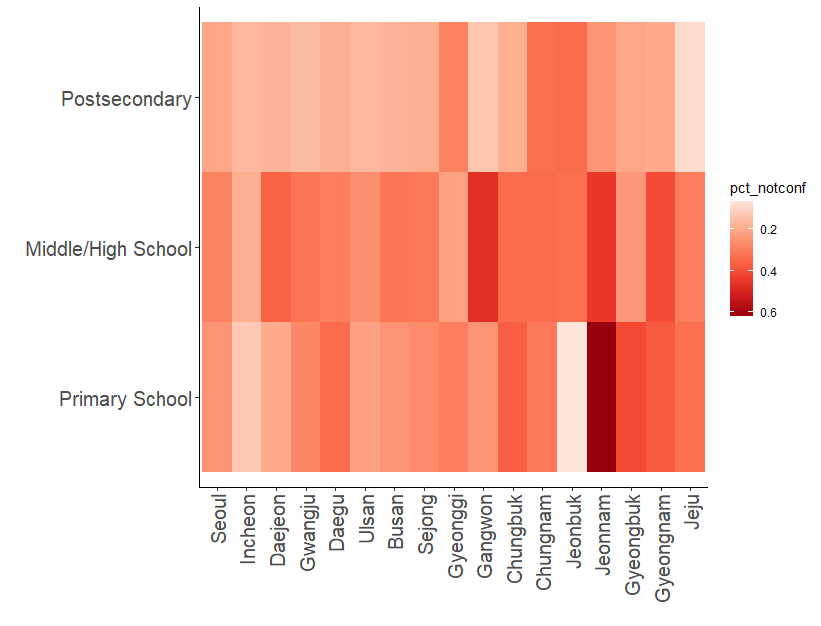 Postsecondary
Middle/High School
Primary School
Seoul
Incheon
Daejeon
Gwangju
Daegu
Ulsan
Busan
Sejong
Gyeonggi
Gangwon
Chungbuk
Chungnam
Jeonbuk
Jeonnam
Gyeongbuk
Gyeongnam
Jeju
pct_notconf
0.2
0.4
0.6